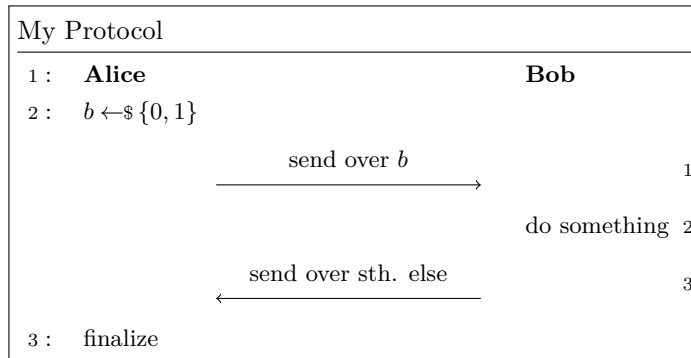 My Protocol
1 : Alice Bob
2 : b ←$ {0, 1}
send over b
1
do something 2
send over sth. else
3
3 : finalize